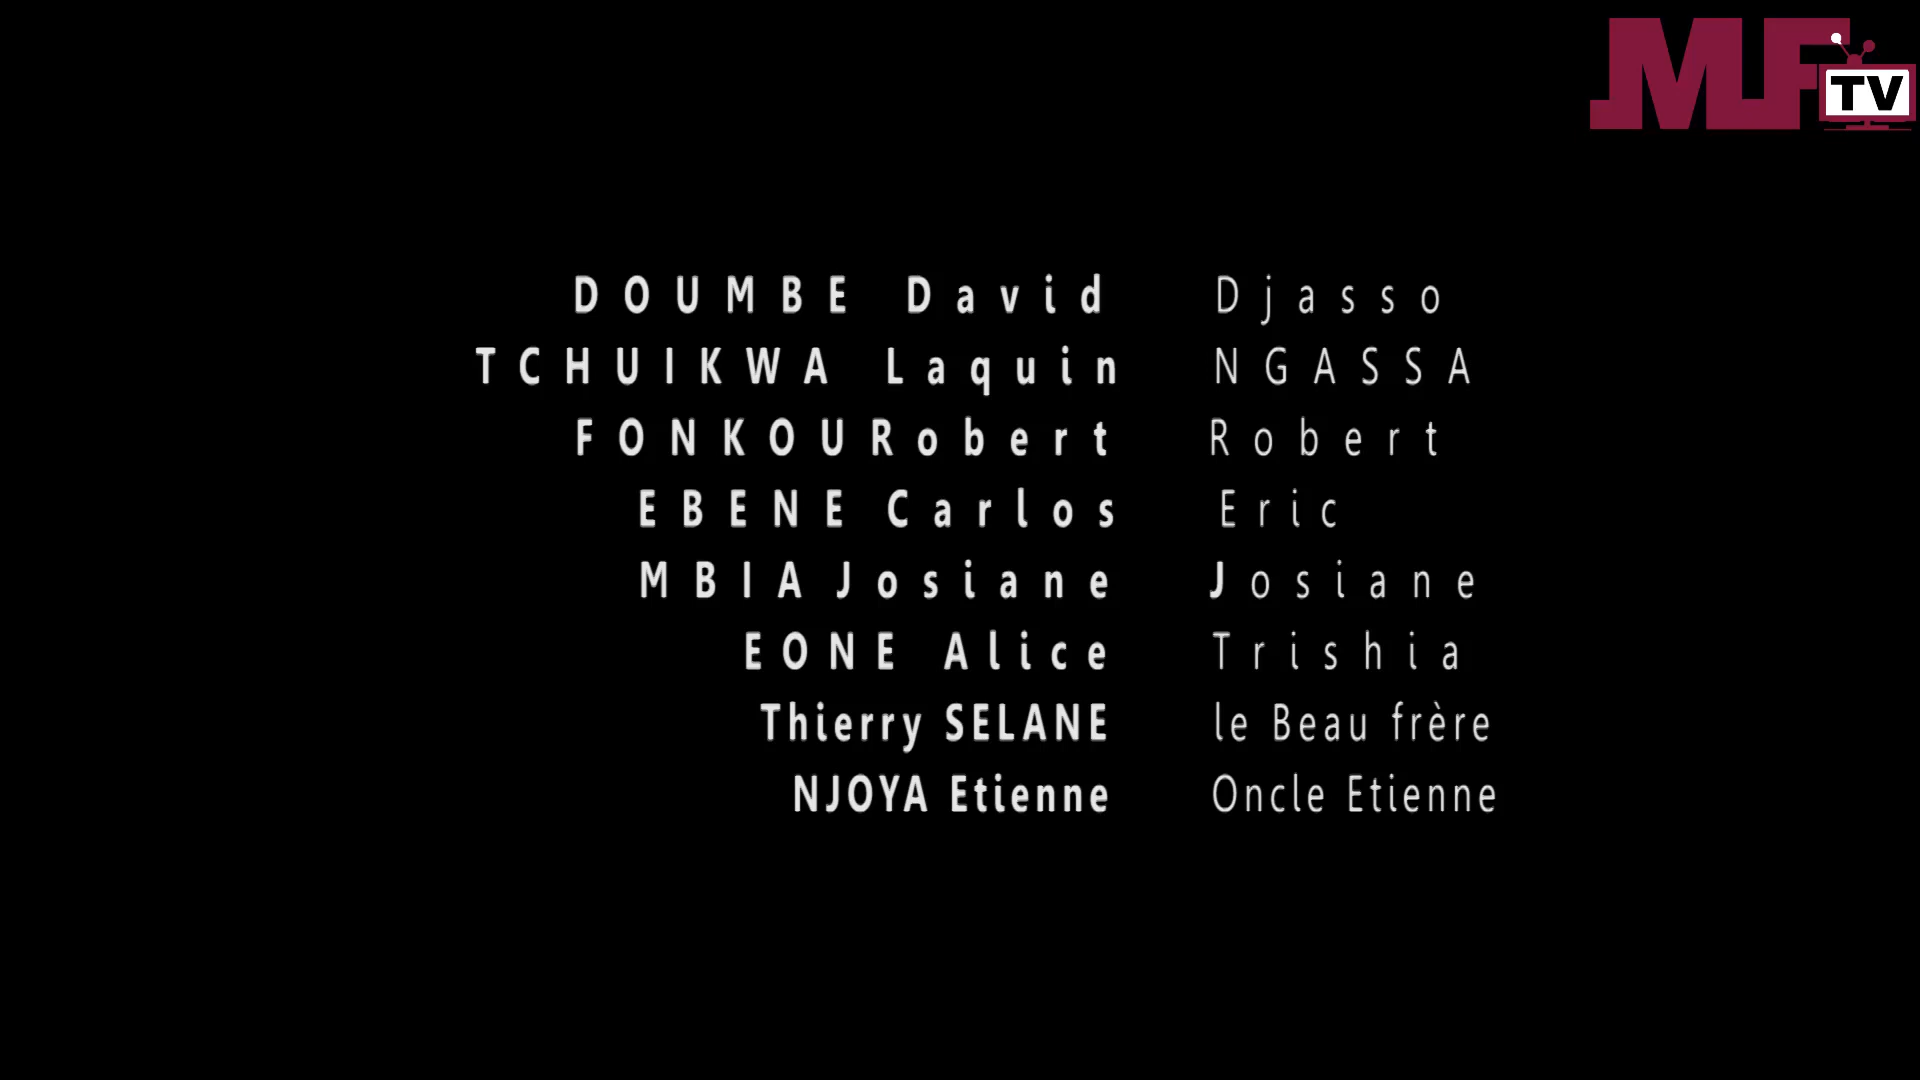 MF TV
DOUMBE David Djasso
TCHUIKWA Laquin NGASSA
FONKOURobert Robert
EBENE Carlos Eric
MBIA Josiane Josiane
EONE Alice Trishia
Thierry SELANE le Beau frère
NJOYA Etienne Oncle Etienne